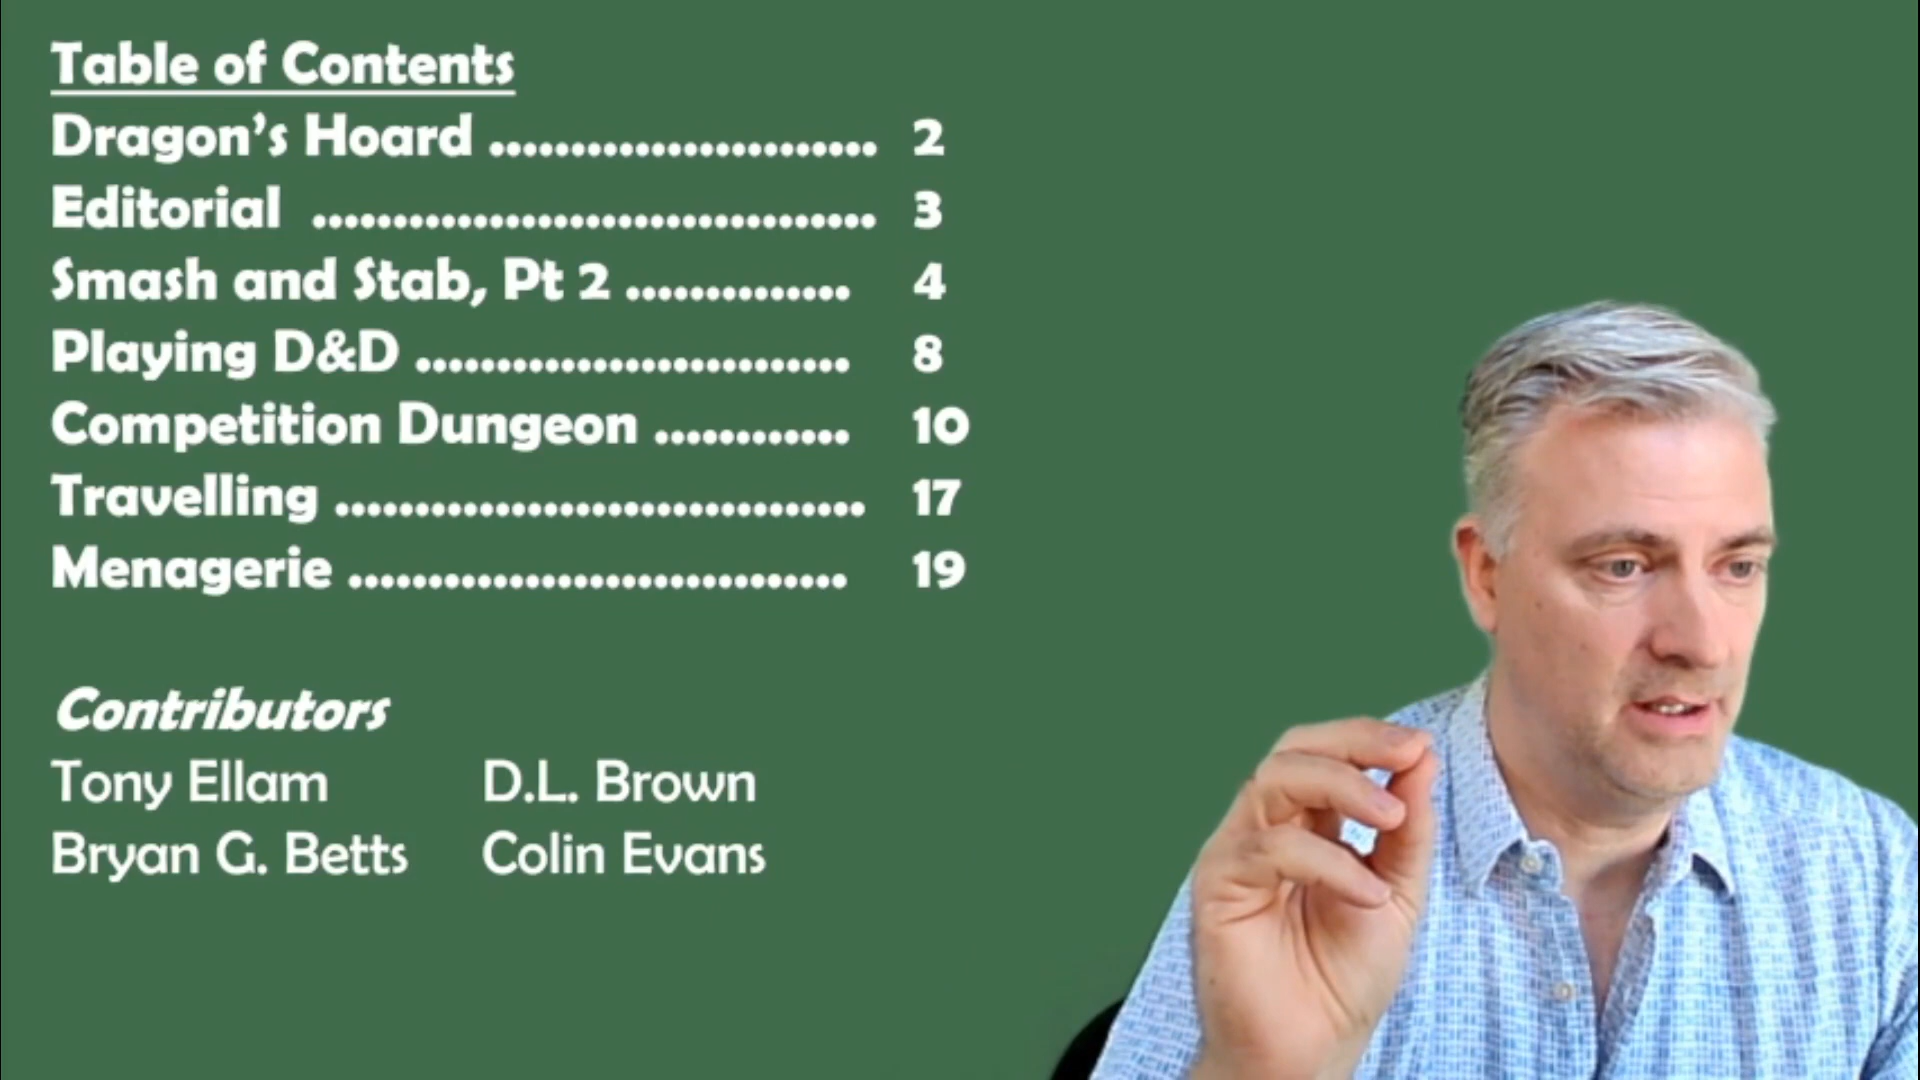 Table of Contents
Dragon's Hoard ........................ 2
Editorial ................................... 3
Smash and Stab, Pt 2 .............. 4
Playing D&D ........................... 8
Competition Dungeon ............ 10
Travelling ................................. 17
Menagerie ............................... 19
Contributors
Tony Ellam D.L. Brown
Bryan G. Betts Colin Evans